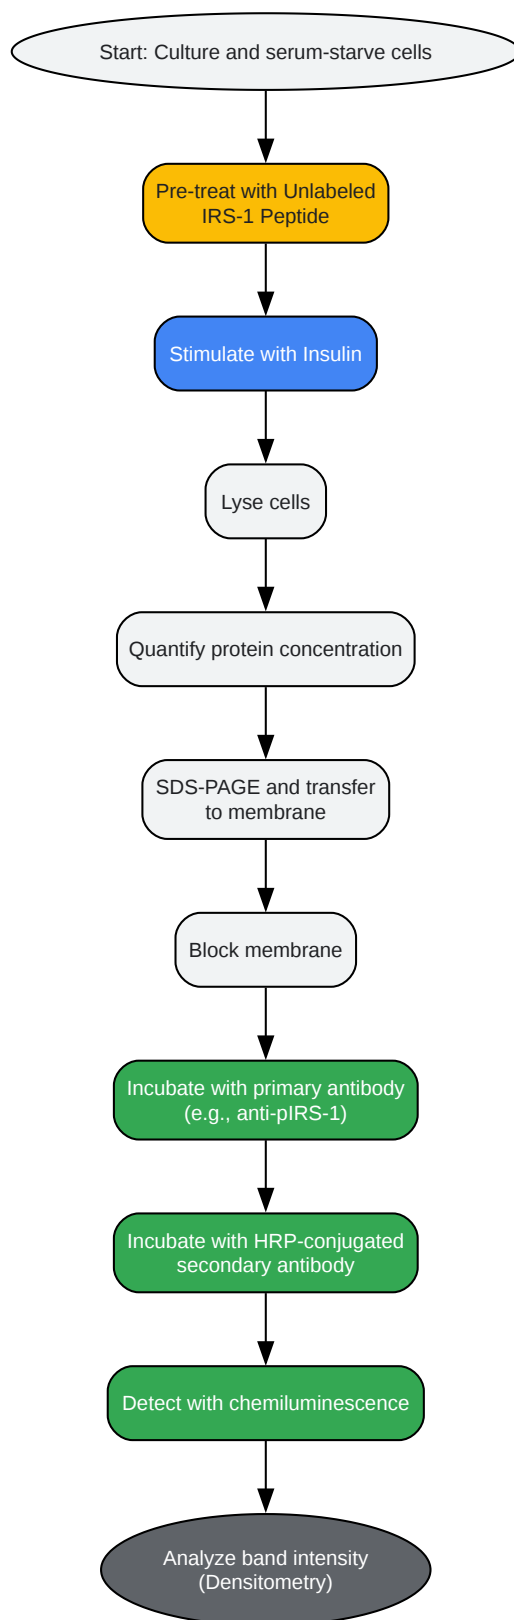 Start: Culture and serum-starve cells
Pre-treat with Unlabeled
IRS-1 Peptide
Stimulate with Insulin
Lyse cells
Quantify protein concentration
SDS-PAGE and transfer
to membrane
Block membrane
Incubate with primary antibody
(e.g., anti-pIRS-1)
Incubate with HRP-conjugated
secondary antibody
Detect with chemiluminescence
Analyze band intensity
(Densitometry)